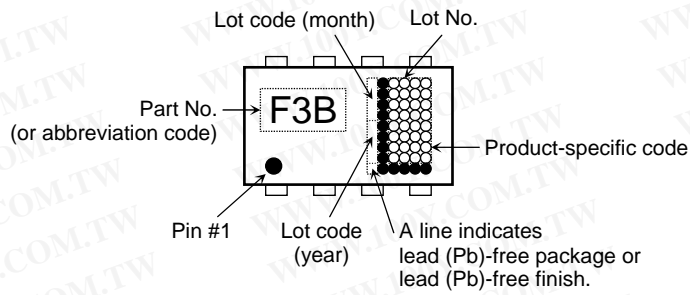 Lot code (month)
Lot No.
Part No.
(or abbreviation code)
F3B
Product-specific code
Pin #1
Lot code
(year)
A line indicates
lead (Pb)-free package or
lead (Pb)-free finish.